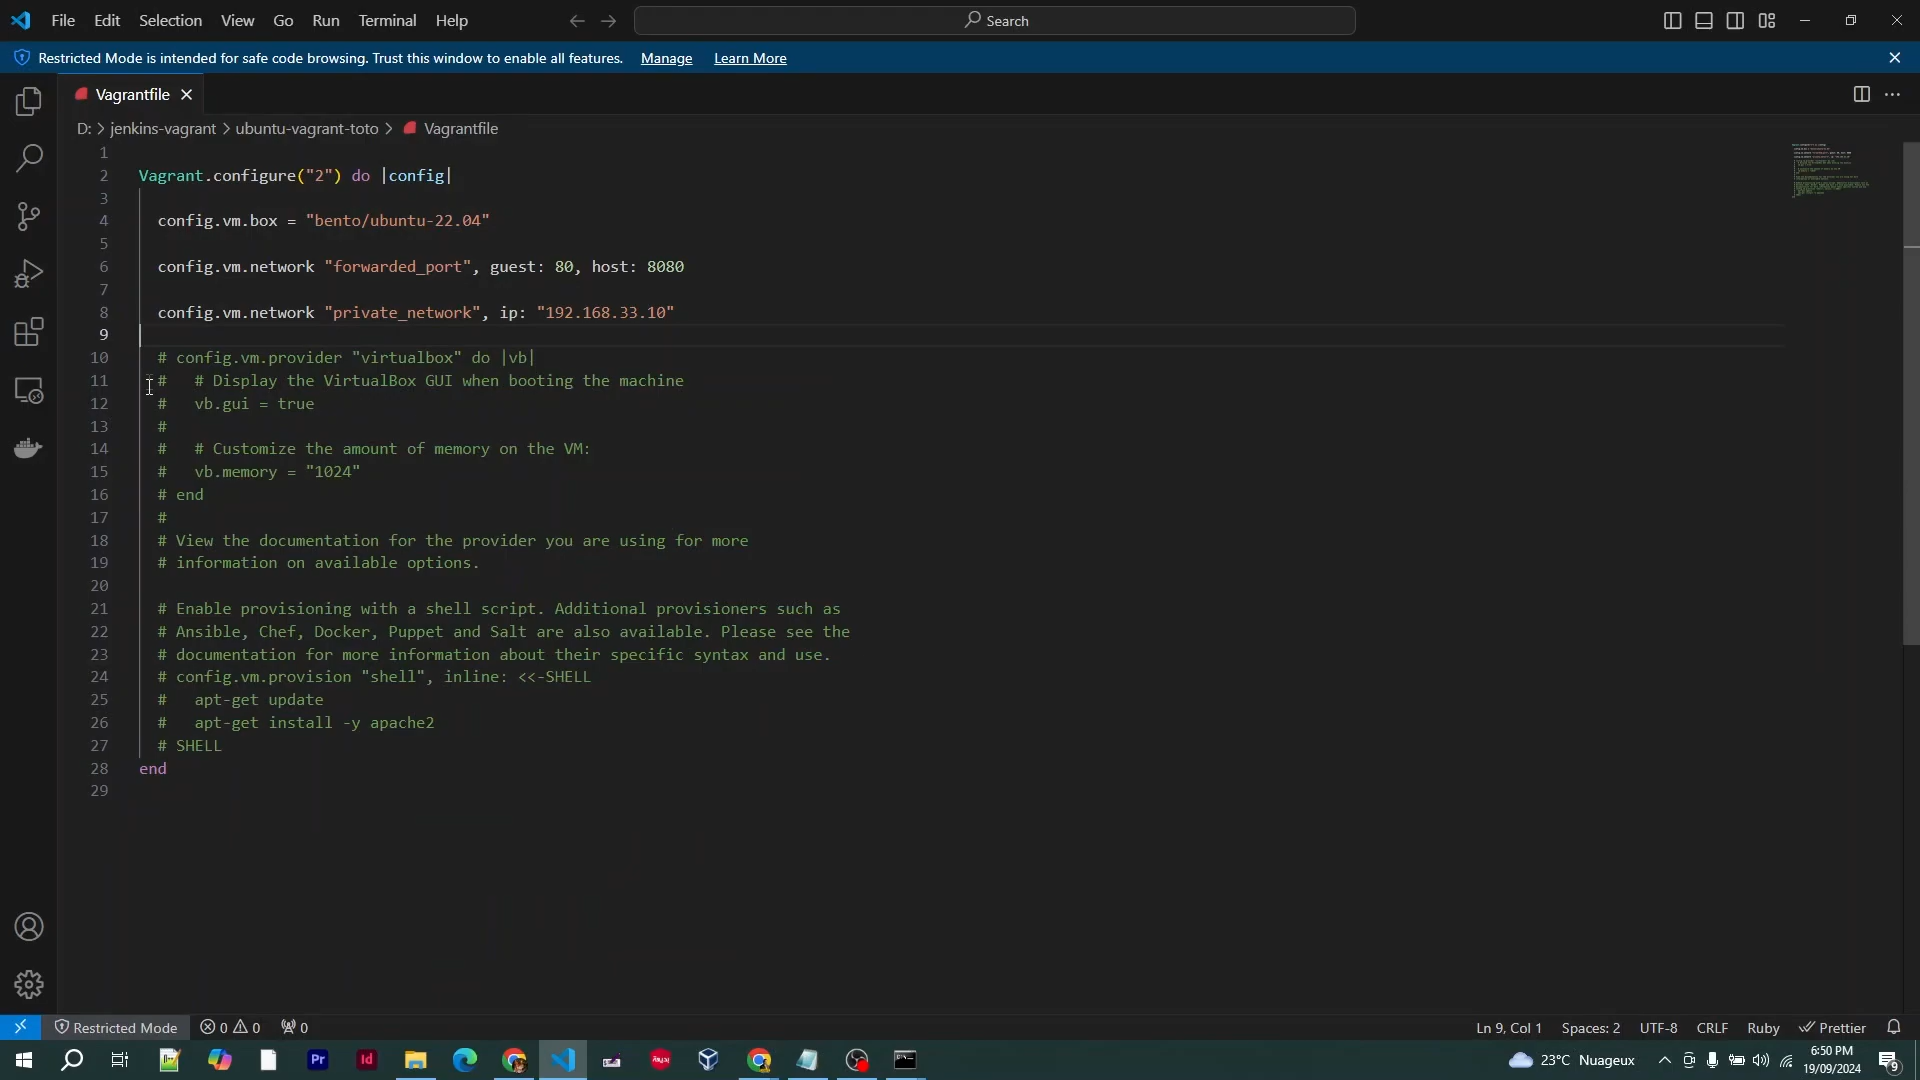 File Edit Selection View Go Run Terminal Help
Search
Restricted Mode is intended for safe code browsing. Trust this window to enable all features. Manage Learn More
Vagrantfile
D: > jenkins-vagrant > ubuntu-vagrant-toto > Vagrantfile
1
2 Vagrant.configure("2") do |config|
3
4 config.vm.box = "bento/ubuntu-22.04"
5
6 config.vm.network "forwarded_port", guest: 80, host: 8080
7
8 config.vm.network "private_network", ip: "192.168.33.10"
9
10 # config.vm.provider "virtualbox" do |vb|
11 #   # Display the VirtualBox GUI when booting the machine
12 #   vb.gui = true
13 #
14 #   # Customize the amount of memory on the VM:
15 #   vb.memory = "1024"
16 # end
17 #
18 # View the documentation for the provider you are using for more
19 # information on available options.
20
21 # Enable provisioning with a shell script. Additional provisioners such as
22 # Ansible, Chef, Docker, Puppet and Salt are also available. Please see the
23 # documentation for more information about their specific syntax and use.
24 # config.vm.provision "shell", inline: <<-SHELL
25 #   apt-get update
26 #   apt-get install -y apache2
27 # SHELL
28 end
29
Restricted Mode 0 0 0
Ln 9, Col 1 Spaces: 2 UTF-8 CRLF Ruby Prettier
Pr Id
23°C Nuageux
6:50 PM
19/09/2024
9